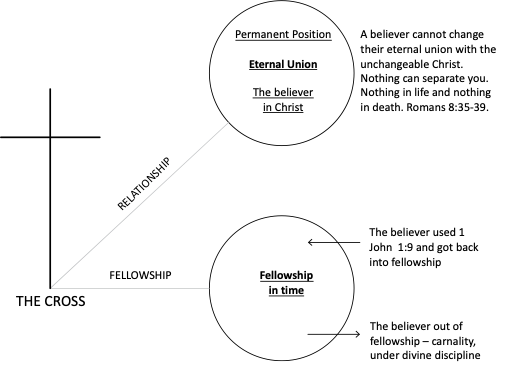 Permanent Position
Eternal Union
The believer
in Christ
A believer cannot change
their eternal union with the
unchangeable Christ.
Nothing can separate you.
Nothing in life and nothing
in death. Romans 8:35-39.
RELATIONSHIP
FELLOWSHIP
THE CROSS
Fellowship
in time
The believer used 1
John 1:9 and got back
into fellowship
The believer out of
fellowship – carnality,
under divine discipline